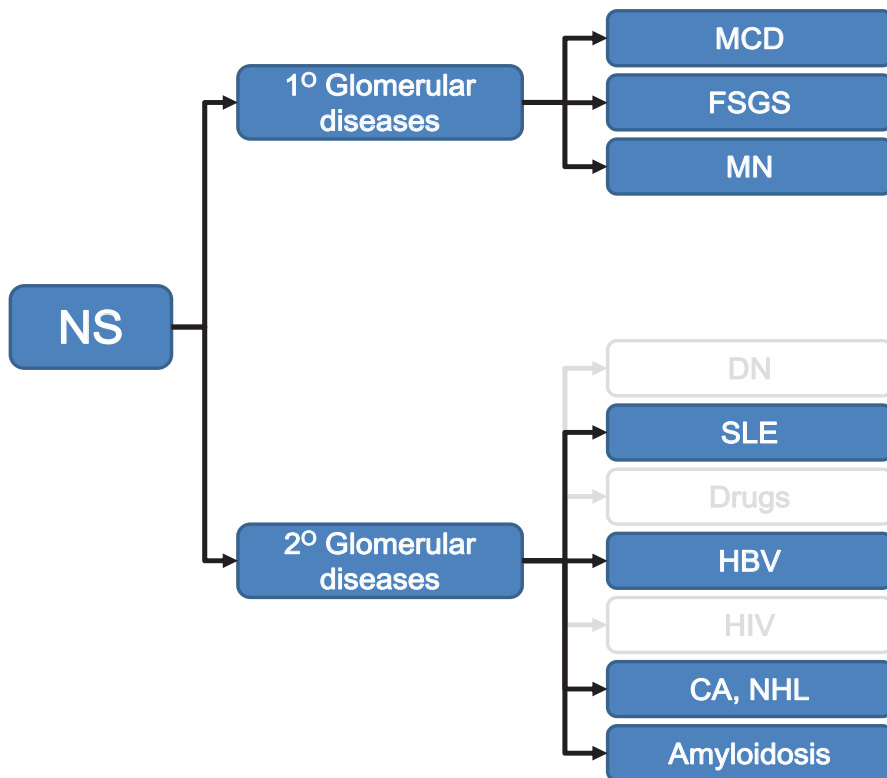 MCD
1º Glomerular
diseases
FSGS
MN
NS
DN
SLE
Drugs
2º Glomerular
diseases
HBV
HIV
CA, NHL
Amyloidosis